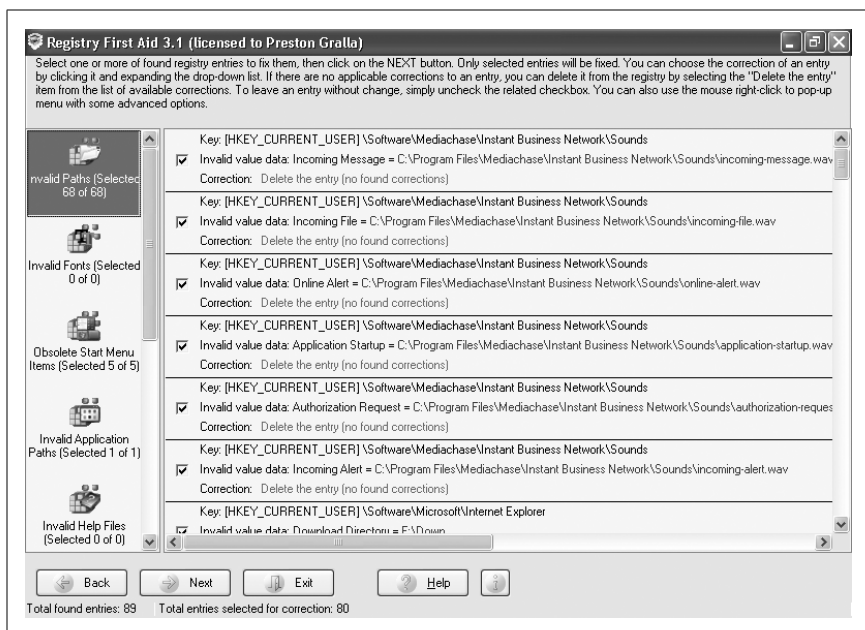 Registry First Aid 3.1 (licensed to Preston Gralla)
Select one or more of found registry entries to fix them, then click on the NEXT button. Only selected entries will be fixed. You can choose the correction of an entry
by clicking it and expanding the drop-down list. If there are no applicable corrections to an entry, you can delete it from the registry by selecting the "Delete the entry"
item from the list of available corrections. To leave an entry without change, simply uncheck the related checkbox. You can also use the mouse right-click to pop-up
menu with some advanced options.
nvalid Paths (Selected
68 of 68)
Invalid Fonts (Selected
0 of 0)
Obsolete Start Menu
Items (Selected 5 of 5)
Invalid Application
Paths (Selected 1 of 1)
Invalid Help Files
(Selected 0 of 0)
Key: [HKEY_CURRENT_USER] \Software\Mediachase\Instant Business Network\Sounds
Invalid value data: Incoming Message = C:\Program Files\Mediachase\Instant Business Network\Sounds\incoming-message.wav
Correction: Delete the entry (no found corrections)
Key: [HKEY_CURRENT_USER] \Software\Mediachase\Instant Business Network\Sounds
Invalid value data: Incoming File = C:\Program Files\Mediachase\Instant Business Network\Sounds\incoming-file.wav
Correction: Delete the entry (no found corrections)
Key: [HKEY_CURRENT_USER] \Software\Mediachase\Instant Business Network\Sounds
Invalid value data: Online Alert = C:\Program Files\Mediachase\Instant Business Network\Sounds\online-alert.wav
Correction: Delete the entry (no found corrections)
Key: [HKEY_CURRENT_USER] \Software\Mediachase\Instant Business Network\Sounds
Invalid value data: Application Startup = C:\Program Files\Mediachase\Instant Business Network\Sounds\application-startup.wav
Correction: Delete the entry (no found corrections)
Key: [HKEY_CURRENT_USER] \Software\Mediachase\Instant Business Network\Sounds
Invalid value data: Authorization Request = C:\Program Files\Mediachase\Instant Business Network\Sounds\authorization-reques
Correction: Delete the entry (no found corrections)
Key: [HKEY_CURRENT_USER] \Software\Mediachase\Instant Business Network\Sounds
Invalid value data: Incoming Alert = C:\Program Files\Mediachase\Instant Business Network\Sounds\incoming-alert.wav
Correction: Delete the entry (no found corrections)
Key: [HKEY_CURRENT_USER] \Software\Microsoft\Internet Explorer
Invalid value data: Download Directory = F:\Down
Back Next Exit Help
Total found entries: 89 Total entries selected for correction: 80